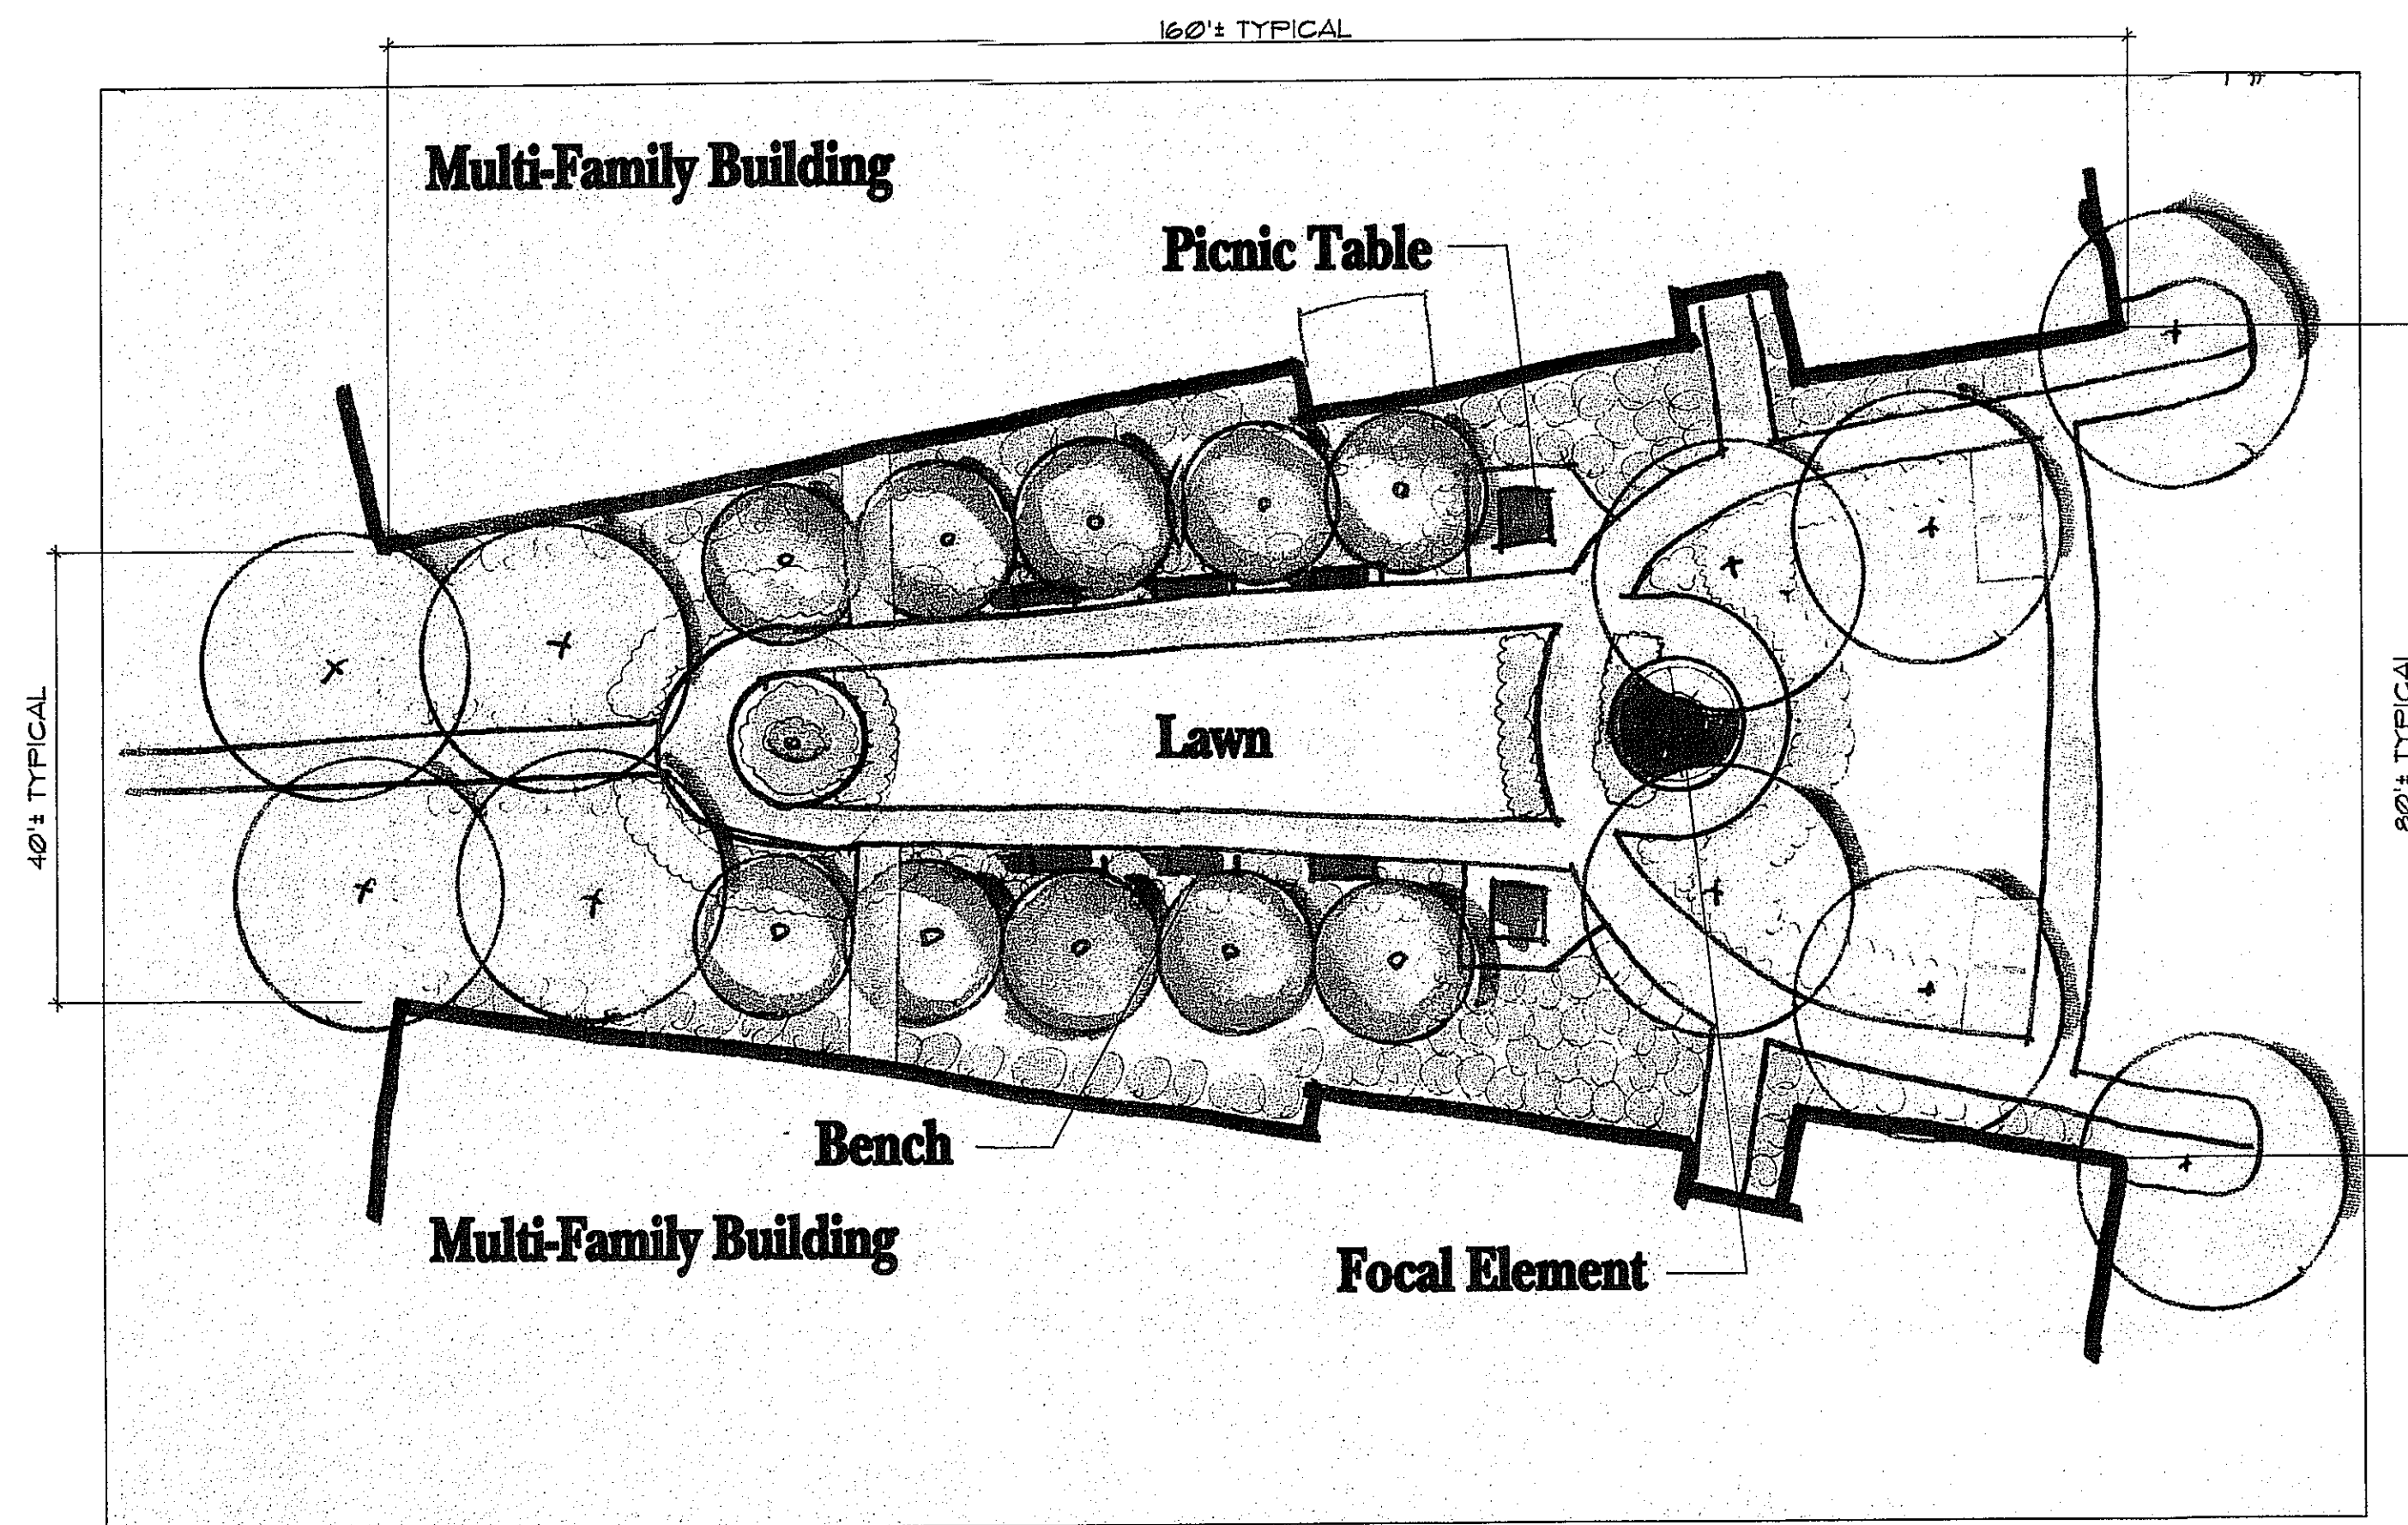 160'± TYPICAL
Multi-Family Building
Picnic Table
40'± TYPICAL
Lawn
80'± TYPICAL
Bench
Multi-Family Building
Focal Element